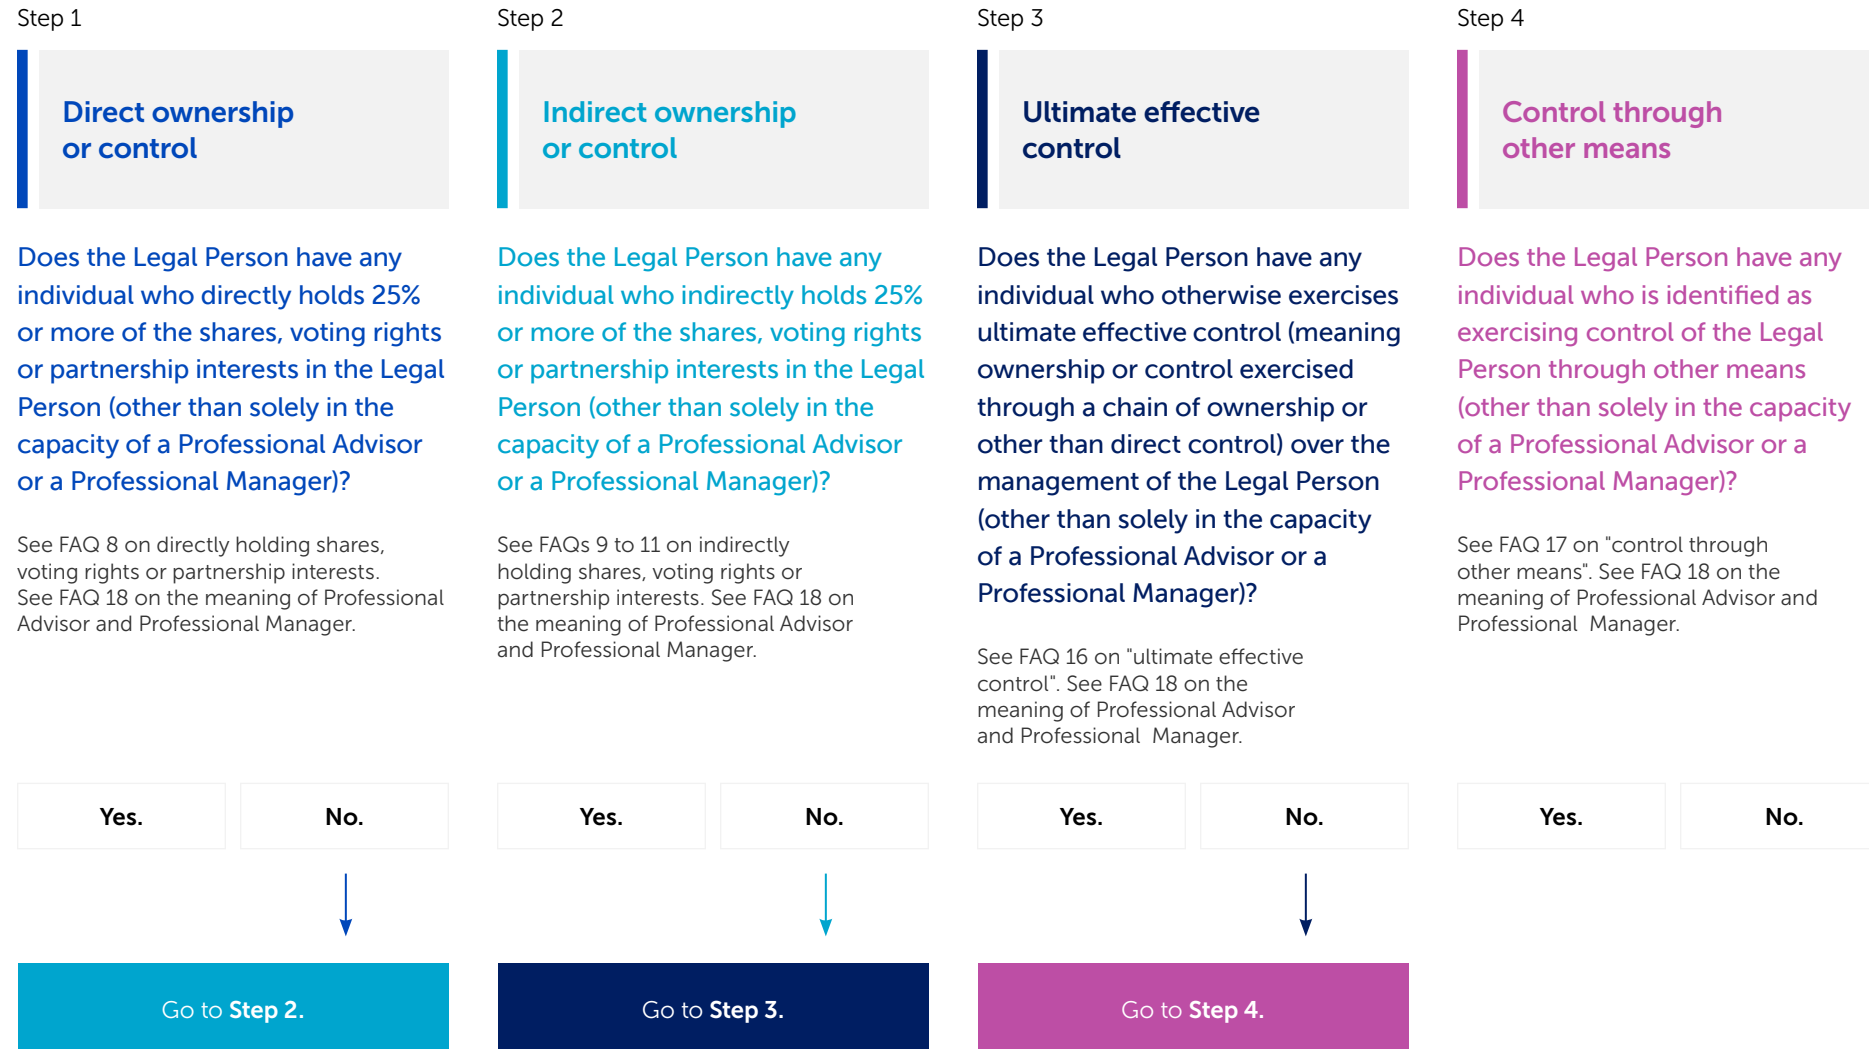 Step 1
Direct ownership
or control
Does the Legal Person have any
individual who directly holds 25%
or more of the shares, voting rights
or partnership interests in the Legal
Person (other than solely in the
capacity of a Professional Advisor
or a Professional Manager)?
See FAQ 8 on directly holding shares,
voting rights or partnership interests.
See FAQ 18 on the meaning of Professional
Advisor and Professional Manager.
Yes.
No.
Go to Step 2.
Step 2
Indirect ownership
or control
Does the Legal Person have any
individual who indirectly holds 25%
or more of the shares, voting rights
or partnership interests in the Legal
Person (other than solely in the
capacity of a Professional Advisor
or a Professional Manager)?
See FAQs 9 to 11 on indirectly
holding shares, voting rights or
partnership interests. See FAQ 18 on
the meaning of Professional Advisor
and Professional Manager.
Yes.
No.
Go to Step 3.
Step 3
Ultimate effective
control
Does the Legal Person have any
individual who otherwise exercises
ultimate effective control (meaning
ownership or control exercised
through a chain of ownership or
other than direct control) over the
management of the Legal Person
(other than solely in the capacity
of a Professional Advisor or a
Professional Manager)?
See FAQ 16 on "ultimate effective
control". See FAQ 18 on the
meaning of Professional Advisor
and Professional Manager.
Yes.
No.
Go to Step 4.
Step 4
Control through
other means
Does the Legal Person have any
individual who is identified as
exercising control of the Legal
Person through other means
(other than solely in the capacity
of a Professional Advisor or a
Professional Manager)?
See FAQ 17 on "control through
other means". See FAQ 18 on the
meaning of Professional Advisor and
Professional Manager.
Yes.
No.